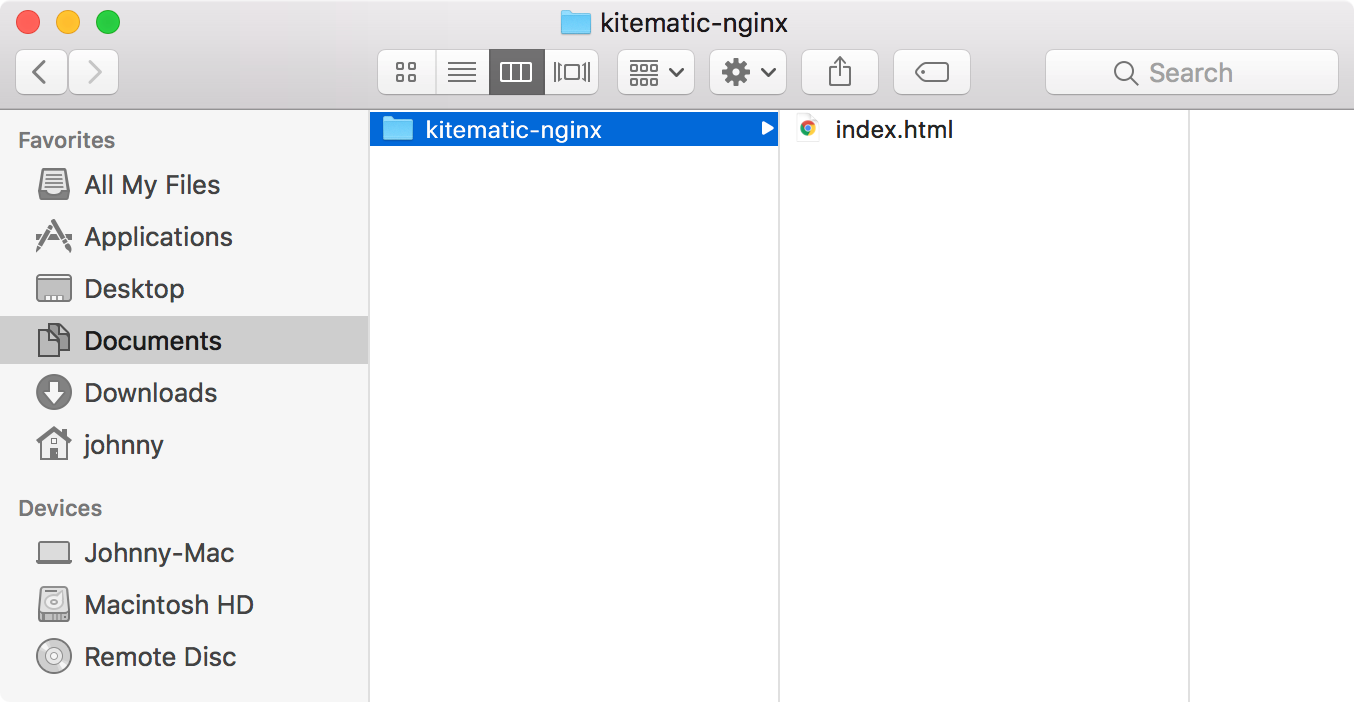 kitematic-nginx
Search
Favorites
All My Files
Applications
Desktop
Documents
Downloads
johnny
Devices
Johnny-Mac
Macintosh HD
Remote Disc
kitematic-nginx
index.html